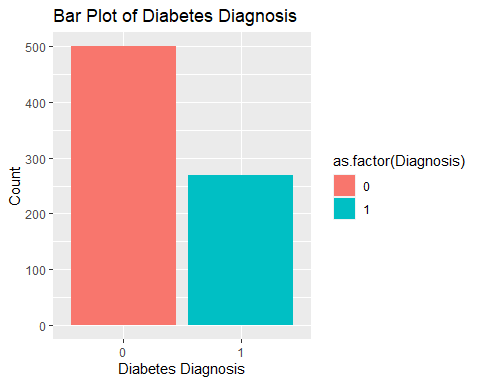 Bar Plot of Diabetes Diagnosis
500
400
300
200
100
0
Count
0
1
Diabetes Diagnosis
as.factor(Diagnosis)
0
1